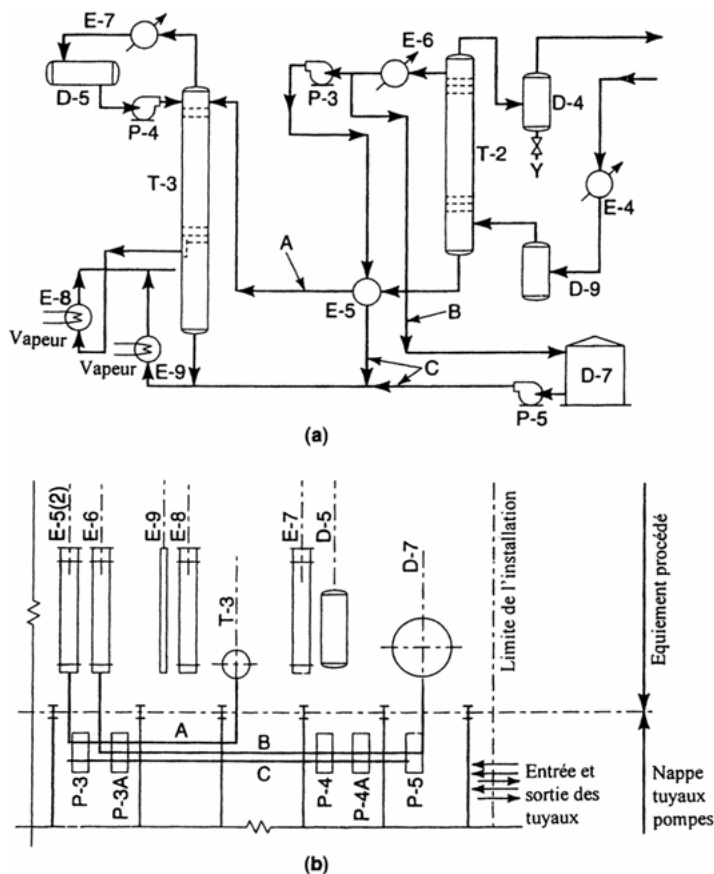 E-7
D-5
P-4
T-3
P-3
E-6
D-4
T-2
Y
E-4
D-9
A
E-5
B
E-8
Vapeur
Vapeur
E-9
C
D-7
P-5
(a)
E-5(2)
E-6
E-9
E-8
T-3
E-7
D-5
D-7
Limite de l'installation
Equiement procédé
A
B
C
P-3
P-3A
P-4
P-4A
P-5
Entrée et
sortie des
tuyaux
Nappe
tuyaux
pompes
(b)